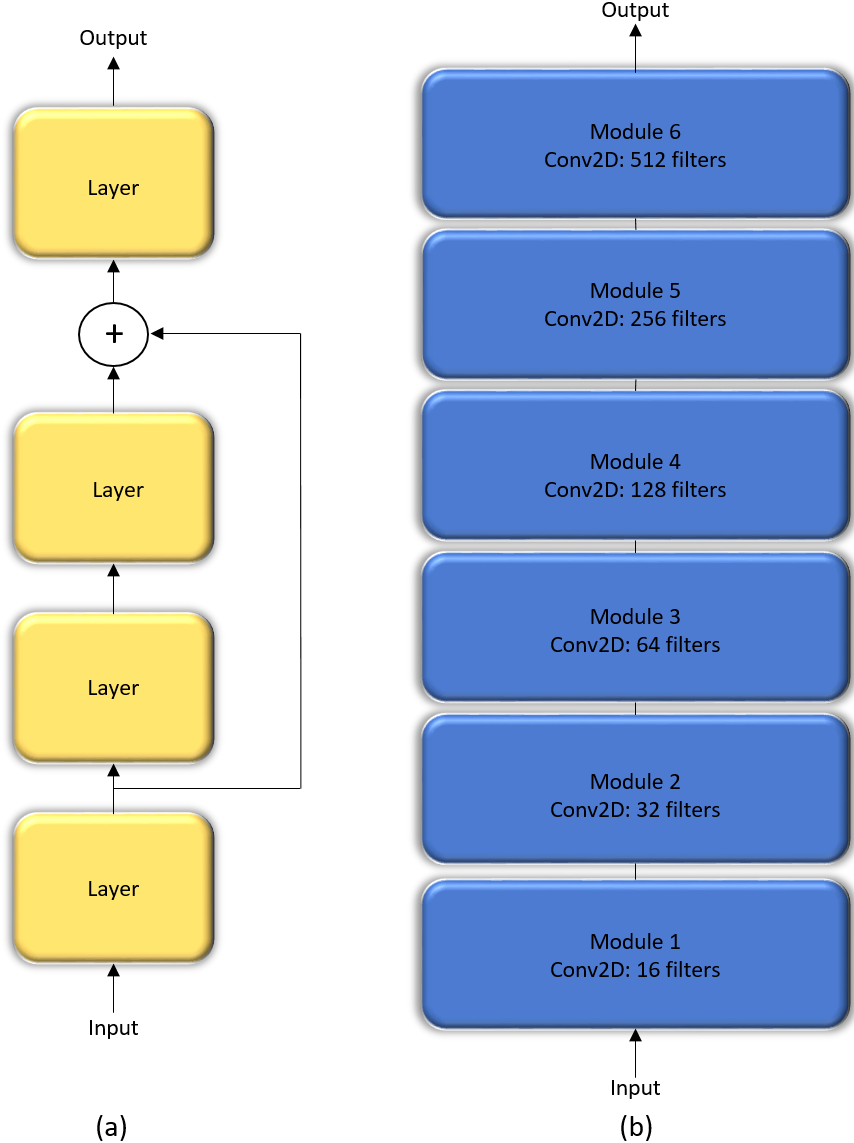 Output
Layer
+
Layer
Layer
Layer
Input
(a)
Output
Module 6
Conv2D: 512 filters
Module 5
Conv2D: 256 filters
Module 4
Conv2D: 128 filters
Module 3
Conv2D: 64 filters
Module 2
Conv2D: 32 filters
Module 1
Conv2D: 16 filters
Input
(b)